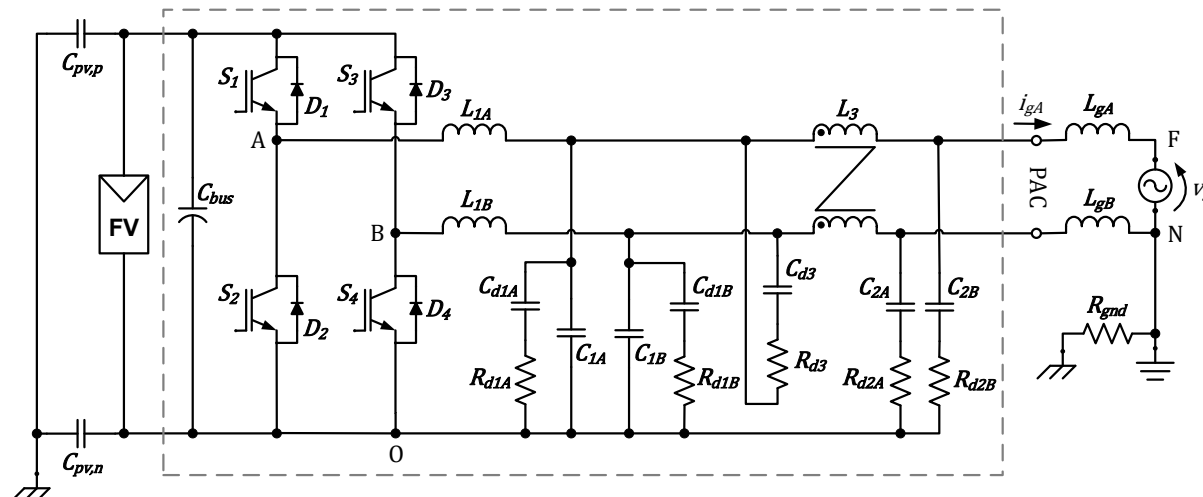 C_{pv,p}
FV
C_{bus}
S_1
D_1
S_3
D_3
A
L_{1A}
L_{1B}
B
S_2
D_2
S_4
D_4
C_{d1A}
R_{d1A}
C_{1A}
C_{1B}
C_{d1B}
R_{d1B}
C_{d3}
R_{d3}
L_3
C_{2A}
C_{2B}
R_{d2A}
R_{d2B}
i_{gA}
L_{gA}
PAC
L_{gB}
F
N
R_{gnd}
C_{pv,n}
O